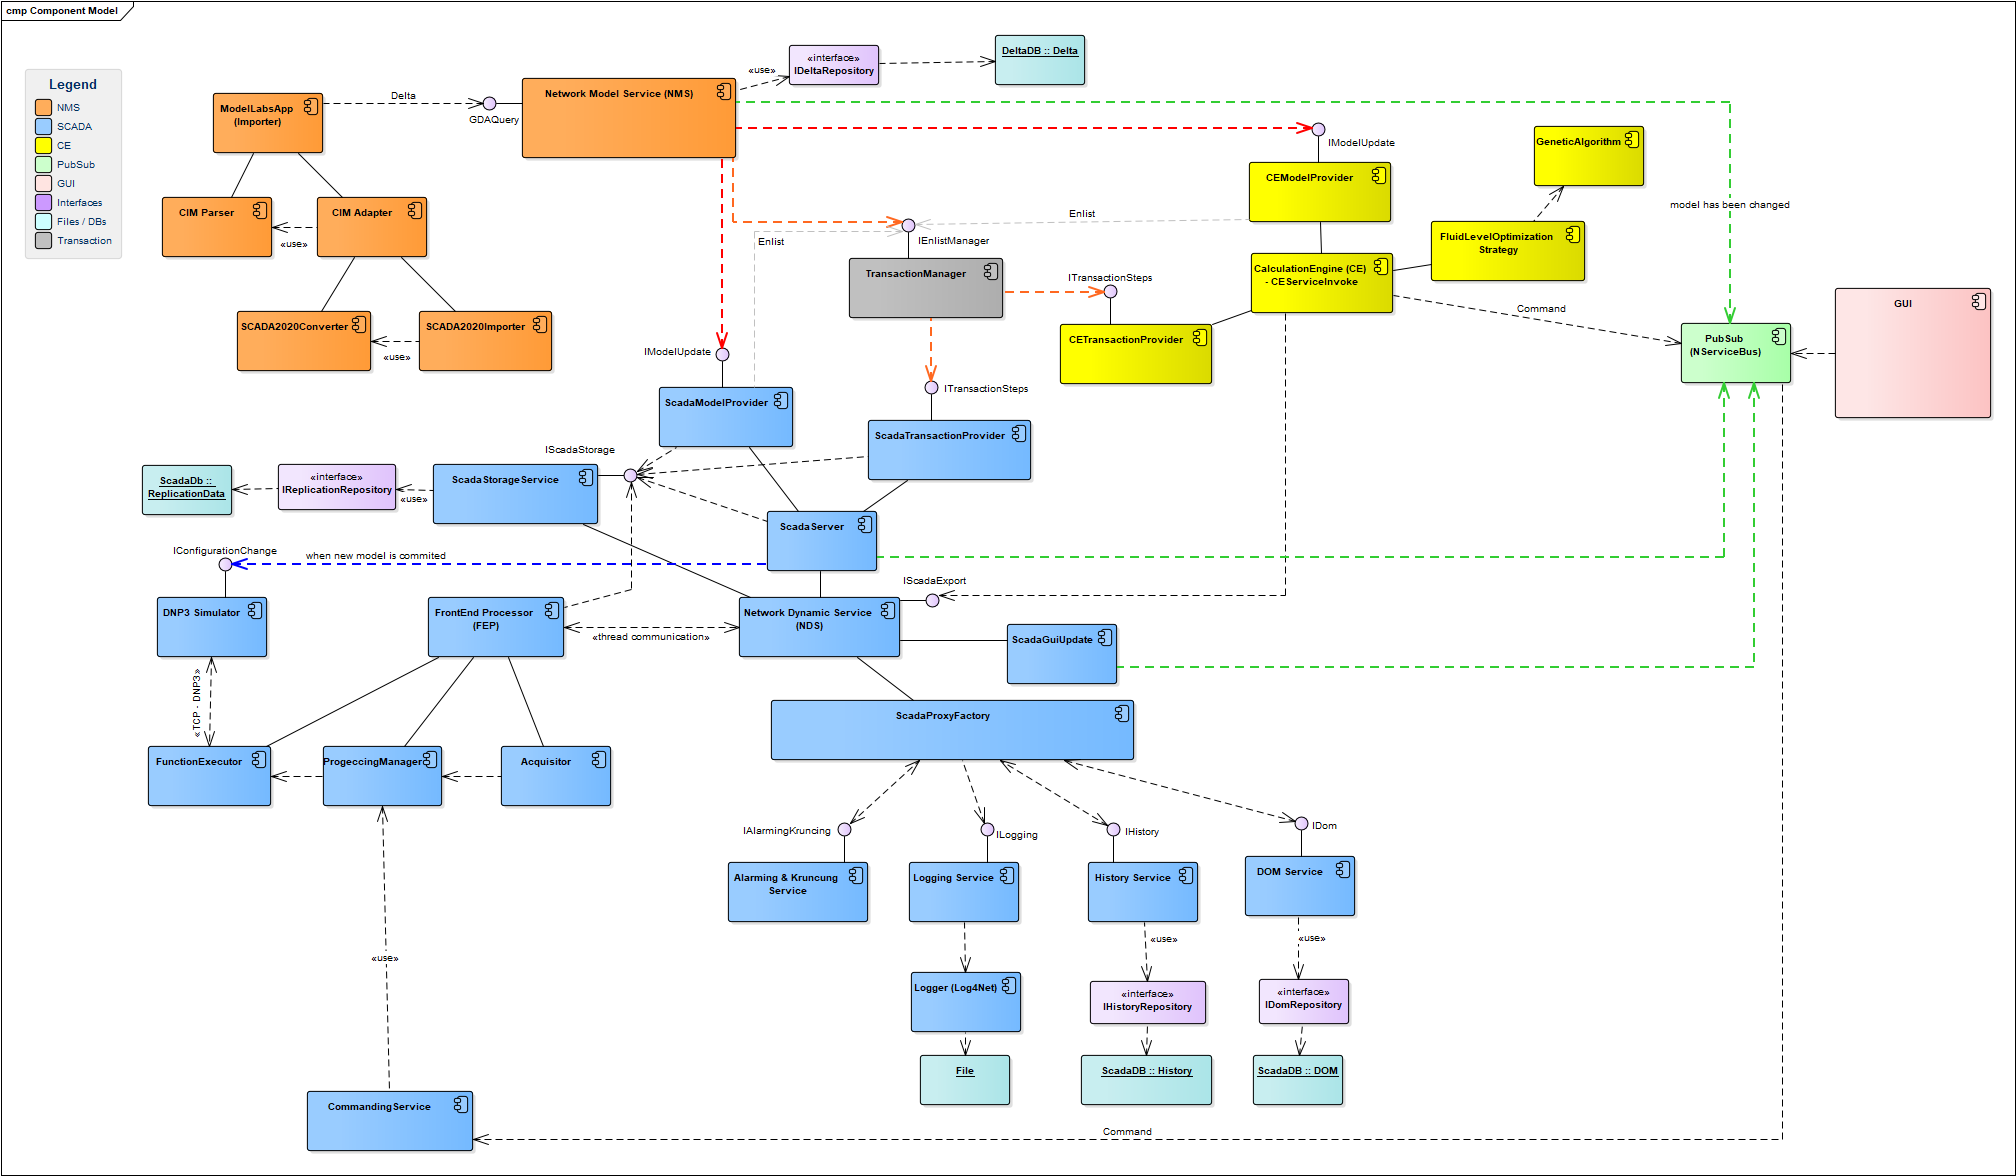 cmp Component Model
Legend
NMS
SCADA
CE
PubSub
GUI
Interfaces
Files / DBs
Transaction
ModelLabsApp
(Importer)
Delta
GDAQuery
Network Model Service (NMS)
«use»
«interface»
IDeltaRepository
DeltaDB :: Delta
IModelUpdate
CEModelProvider
GeneticAlgorithm
model has been changed
CIM Parser
«use»
CIM Adapter
Enlist
Enlist
IEnlistManager
TransactionManager
FluidLevelOptimization
Strategy
CalculationEngine (CE)
- CEServiceInvoke
ITransactionSteps
Command
GUI
SCADA2020Converter
«use»
SCADA2020Importer
CETransactionProvider
PubSub
(NServiceBus)
IModelUpdate
ITransactionSteps
ScadaModelProvider
ScadaTransactionProvider
IScadaStorage
ScadaDb ::
ReplicationData
«interface»
IReplicationRepository
«use»
ScadaStorageService
ScadaServer
IConfigurationChange
when new model is commited
IScadaExport
DNP3 Simulator
FrontEnd Processor
(FEP)
«thread communication»
Network Dynamic Service
(NDS)
ScadaGuiUpdate
«TCP - DNP3»
ScadaProxyFactory
FunctionExecutor
ProgeccingManager
Acquisitor
IAlarmingKruncing
ILogging
IHistory
IDom
Alarming & Kruncung
Service
Logging Service
History Service
DOM Service
«use»
«use»
«use»
Logger (Log4Net)
«interface»
IHistoryRepository
«interface»
IDomRepository
File
ScadaDB :: History
ScadaDB :: DOM
CommandingService
Command